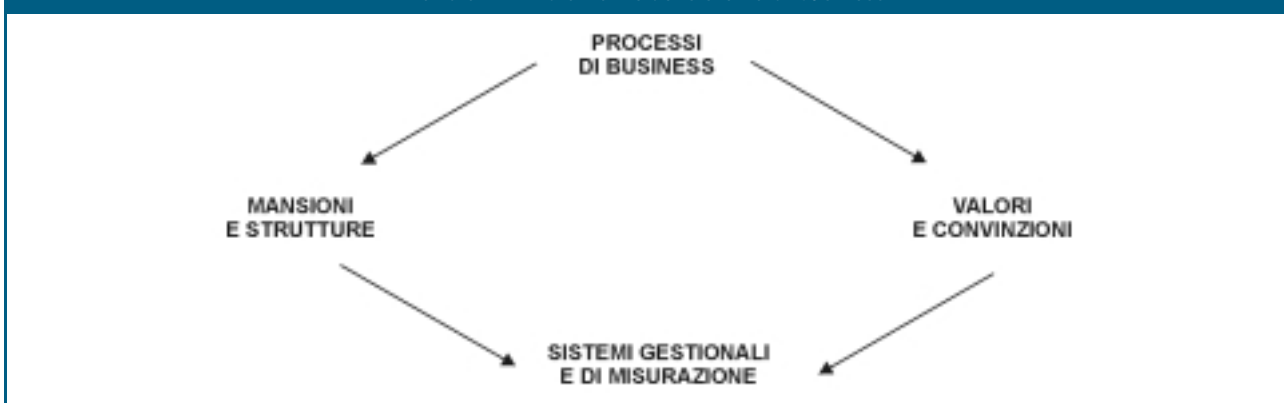 PROCESSI
DI BUSINESS
MANSIONI
E STRUTTURE
VALORI
E CONVINZIONI
SISTEMI GESTIONALI
E DI MISURAZIONE